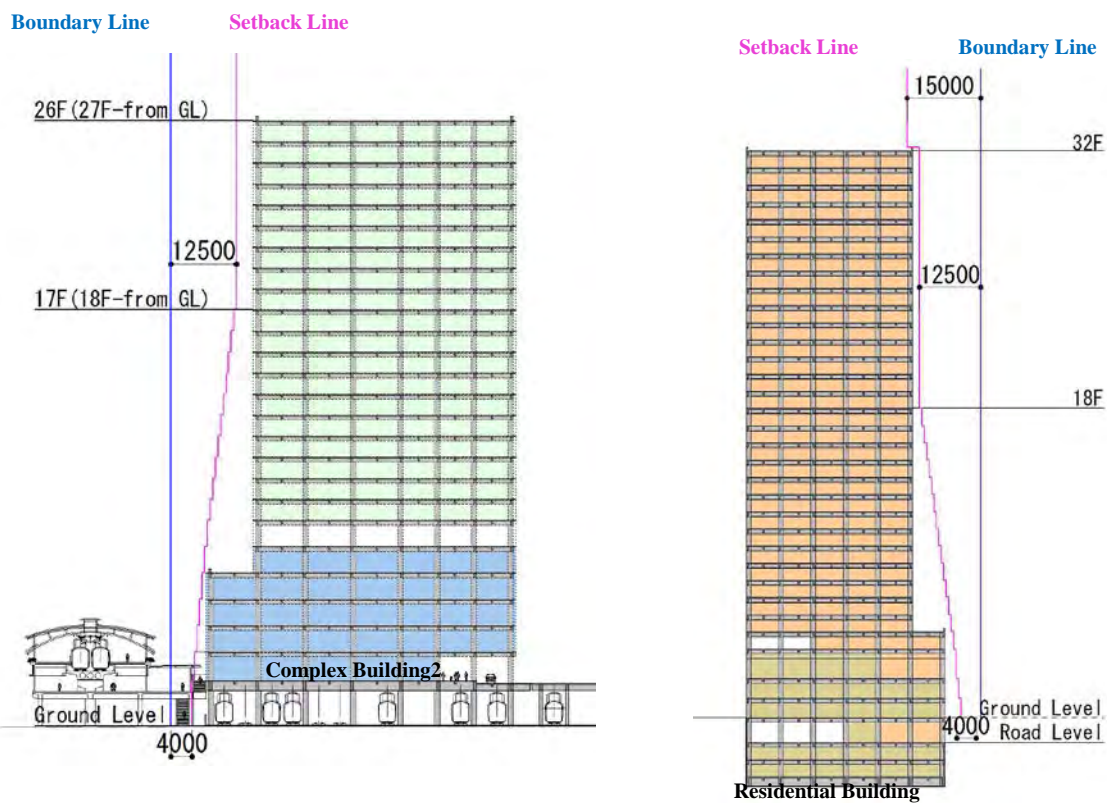 Boundary Line
Setback Line
26F(27F-from GL)
12500
17F(18F-from GL)
Complex Building2
Ground Level
4000
Setback Line
Boundary Line
15000
32F
12500
18F
Ground Level
4000
Road Level
Residential Building